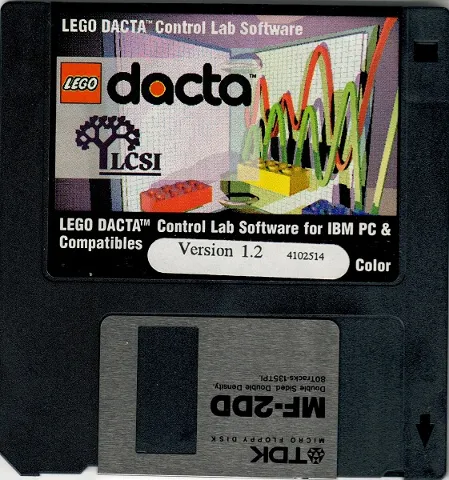 LEGO DACTA™ Control Lab Software
LEGO dacta™
LCSI
LEGO DACTA™ Control Lab Software for IBM PC &
Compatibles
Version 1.2 4102514
Color
TDK
MICRO FLOPPY DISK
MF-2DD
Double Sided. Double Density.
80Tracks-135TPI.